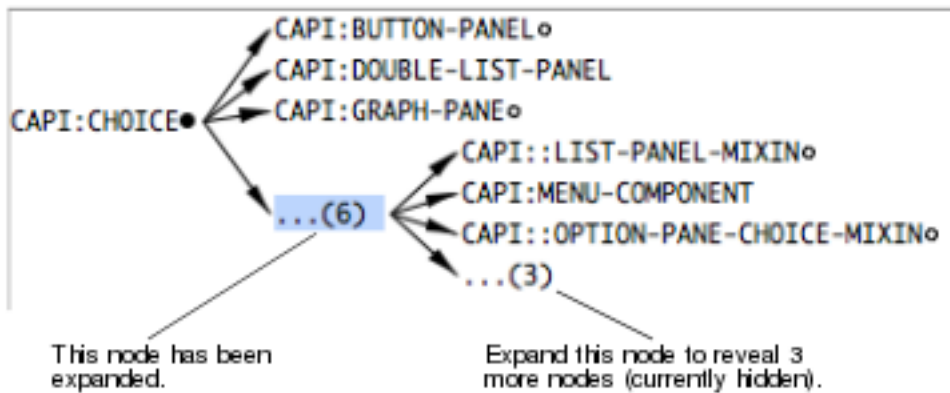 CAPI:BUTTON-PANEL
CAPI:DOUBLE-LIST-PANEL
CAPI:CHOICE
CAPI:GRAPH-PANE
CAPI::LIST-PANEL-MIXIN
CAPI:MENU-COMPONENT
...(6)
CAPI::OPTION-PANE-CHOICE-MIXIN
...(3)
This node has been
expanded.
Expand this node to reveal 3
more nodes (currently hidden).